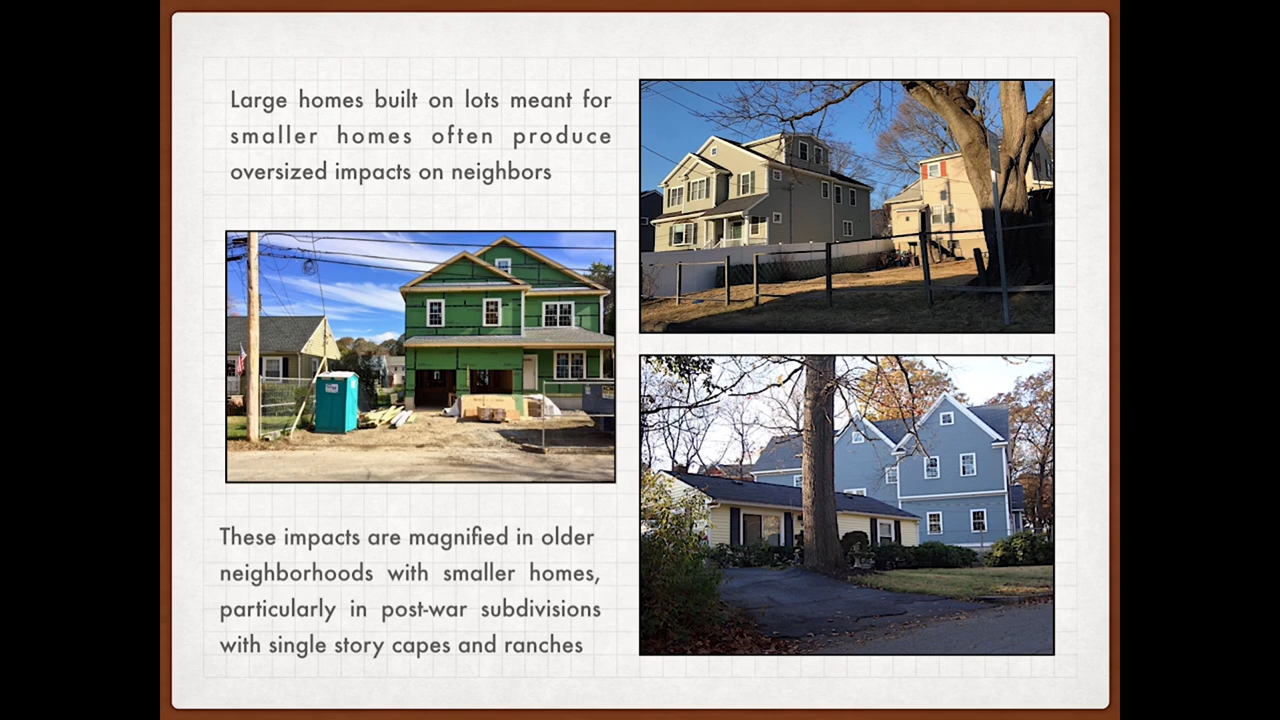 Large homes built on lots meant for
smaller homes often produce
oversized impacts on neighbors
These impacts are magnified in older
neighborhoods with smaller homes,
particularly in post-war subdivisions
with single story capes and ranches